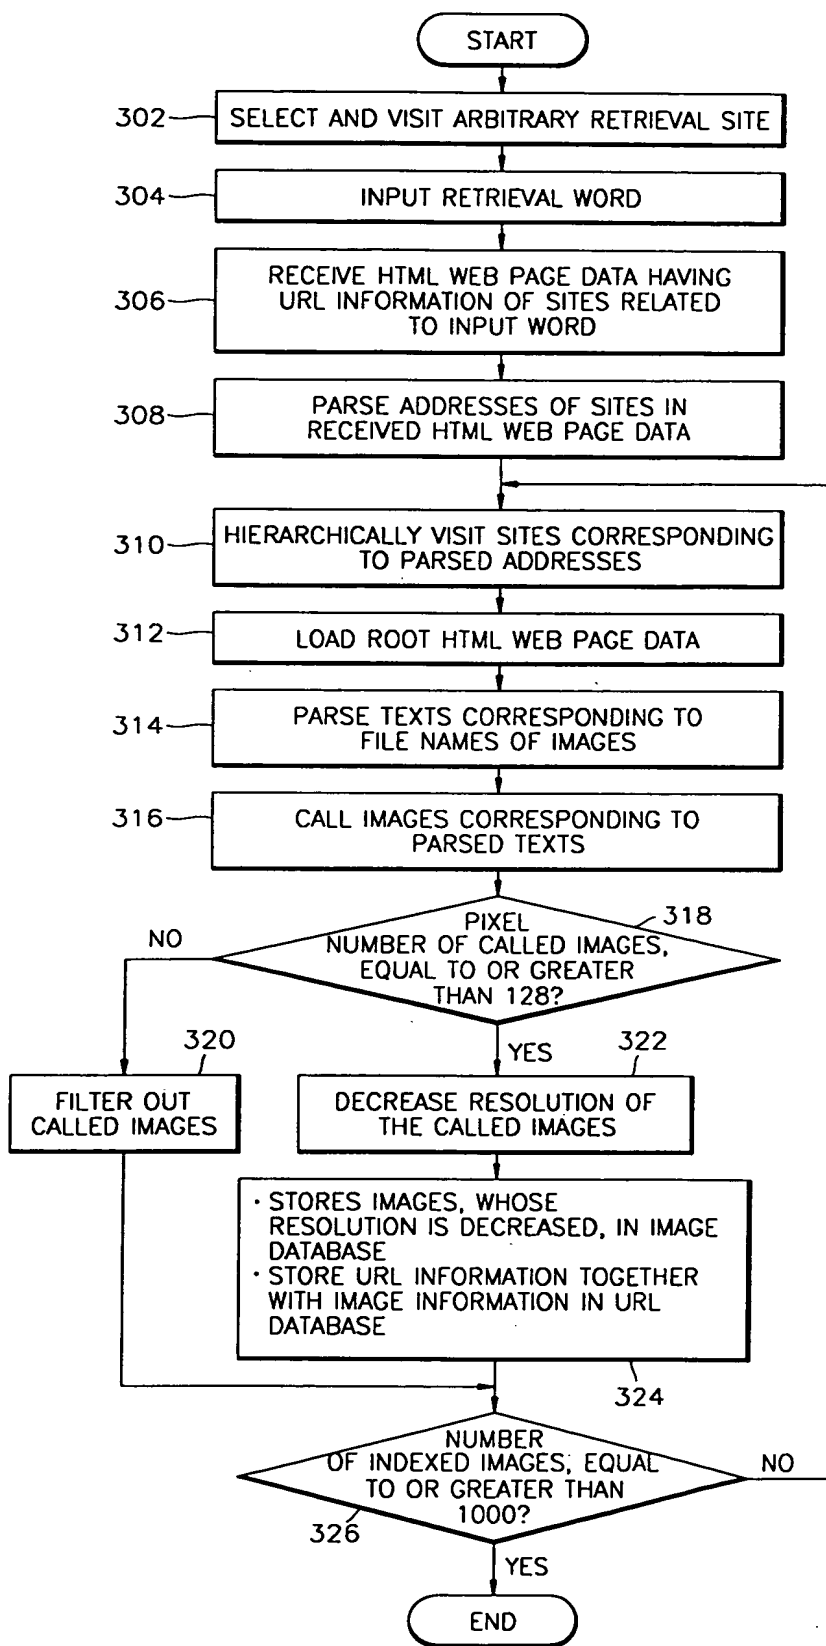 START
302
SELECT AND VISIT ARBITRARY RETRIEVAL SITE
304
INPUT RETRIEVAL WORD
306
RECEIVE HTML WEB PAGE DATA HAVING
URL INFORMATION OF SITES RELATED
TO INPUT WORD
308
PARSE ADDRESSES OF SITES IN
RECEIVED HTML WEB PAGE DATA
310
HIERARCHICALLY VISIT SITES CORRESPONDING
TO PARSED ADDRESSES
312
LOAD ROOT HTML WEB PAGE DATA
314
PARSE TEXTS CORRESPONDING TO
FILE NAMES OF IMAGES
316
CALL IMAGES CORRESPONDING TO
PARSED TEXTS
318
PIXEL
NUMBER OF CALLED IMAGES,
EQUAL TO OR GREATER
THAN 128?
NO
YES
320
FILTER OUT
CALLED IMAGES
322
DECREASE RESOLUTION OF
THE CALLED IMAGES
· STORES IMAGES, WHOSE
RESOLUTION IS DECREASED, IN IMAGE
DATABASE
· STORE URL INFORMATION TOGETHER
WITH IMAGE INFORMATION IN URL
DATABASE
324
NUMBER
OF INDEXED IMAGES, EQUAL
TO OR GREATER THAN
1000?
NO
326
YES
END